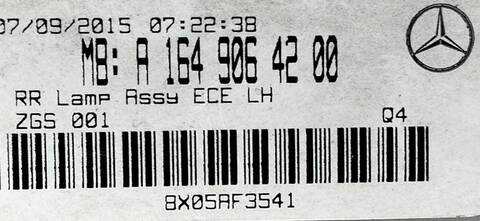 07/09/2015 07:22:38
MB: A 164 906 42 00
RR Lamp Assy ECE LH
ZGS 001 Q4
8X05AF3541